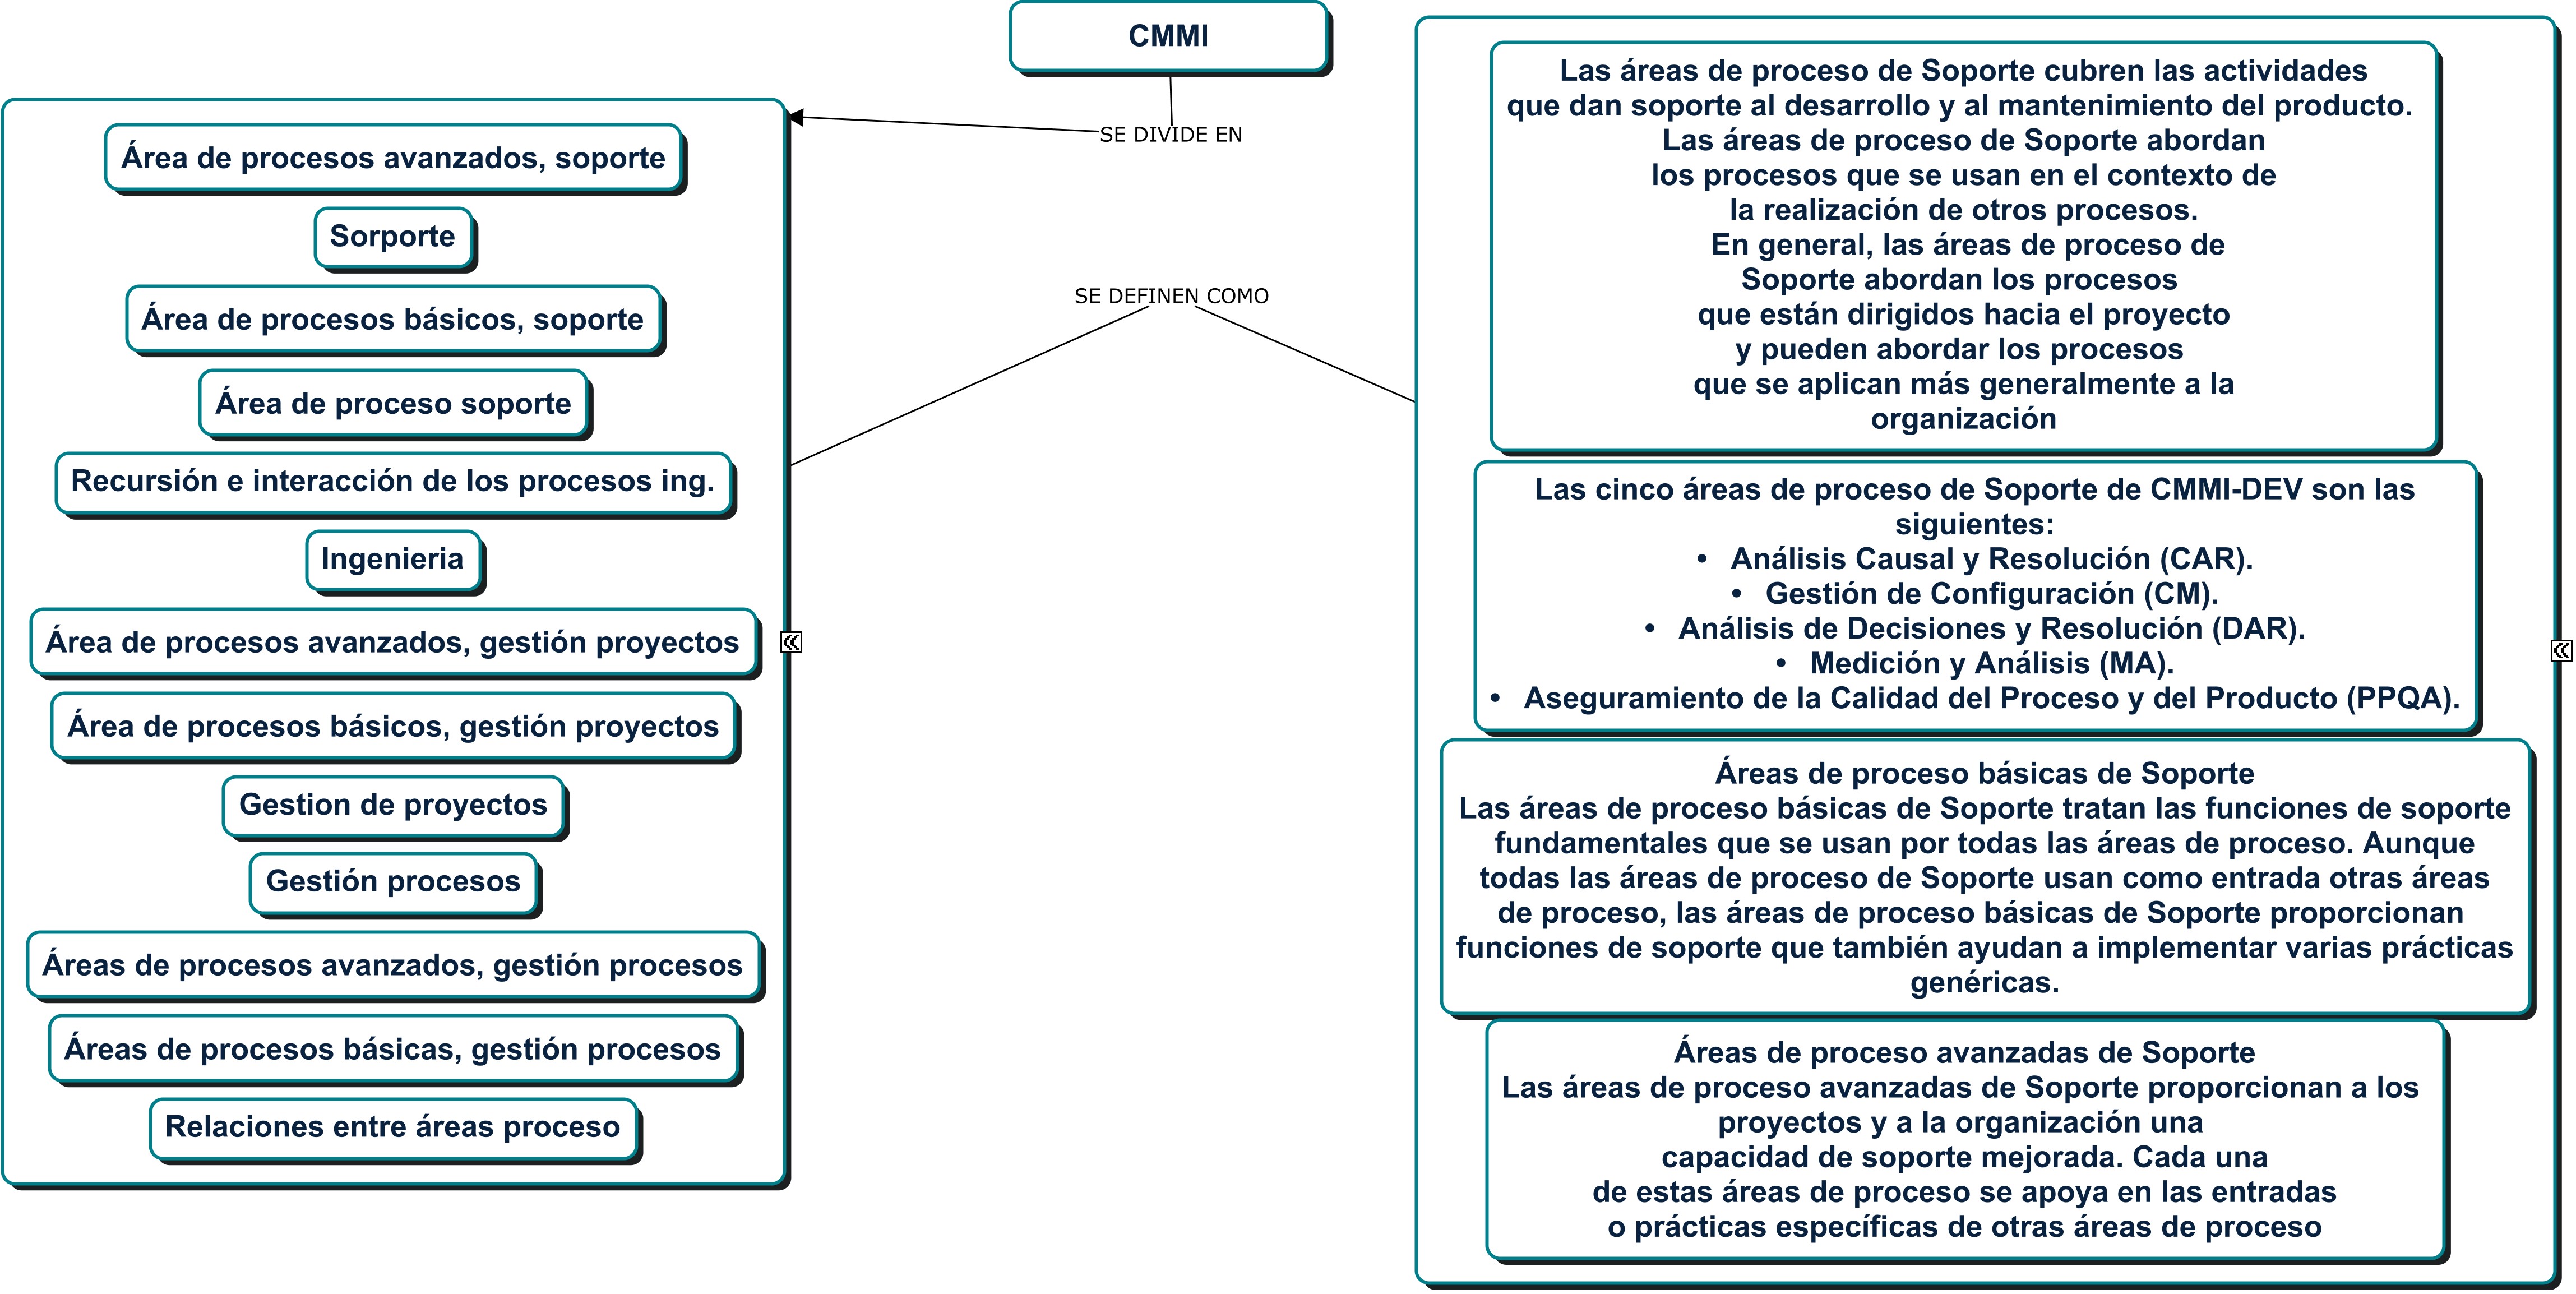 CMMI
SE DIVIDE EN
SE DEFINEN COMO
Área de procesos avanzados, soporte
Sorporte
Área de procesos básicos, soporte
Área de proceso soporte
Recursión e interacción de los procesos ing.
Ingenieria
Área de procesos avanzados, gestión proyectos
Área de procesos básicos, gestión proyectos
Gestion de proyectos
Gestión procesos
Áreas de procesos avanzados, gestión procesos
Áreas de procesos básicas, gestión procesos
Relaciones entre áreas proceso
Las áreas de proceso de Soporte cubren las actividades
que dan soporte al desarrollo y al mantenimiento del producto.
Las áreas de proceso de Soporte abordan
los procesos que se usan en el contexto de
la realización de otros procesos.
En general, las áreas de proceso de
Soporte abordan los procesos
que están dirigidos hacia el proyecto
y pueden abordar los procesos
que se aplican más generalmente a la
organización
Las cinco áreas de proceso de Soporte de CMMI-DEV son las
siguientes:
• Análisis Causal y Resolución (CAR).
• Gestión de Configuración (CM).
• Análisis de Decisiones y Resolución (DAR).
• Medición y Análisis (MA).
• Aseguramiento de la Calidad del Proceso y del Producto (PPQA).
Áreas de proceso básicas de Soporte
Las áreas de proceso básicas de Soporte tratan las funciones de soporte
fundamentales que se usan por todas las áreas de proceso. Aunque
todas las áreas de proceso de Soporte usan como entrada otras áreas
de proceso, las áreas de proceso básicas de Soporte proporcionan
funciones de soporte que también ayudan a implementar varias prácticas
genéricas.
Áreas de proceso avanzadas de Soporte
Las áreas de proceso avanzadas de Soporte proporcionan a los
proyectos y a la organización una
capacidad de soporte mejorada. Cada una
de estas áreas de proceso se apoya en las entradas
o prácticas específicas de otras áreas de proceso